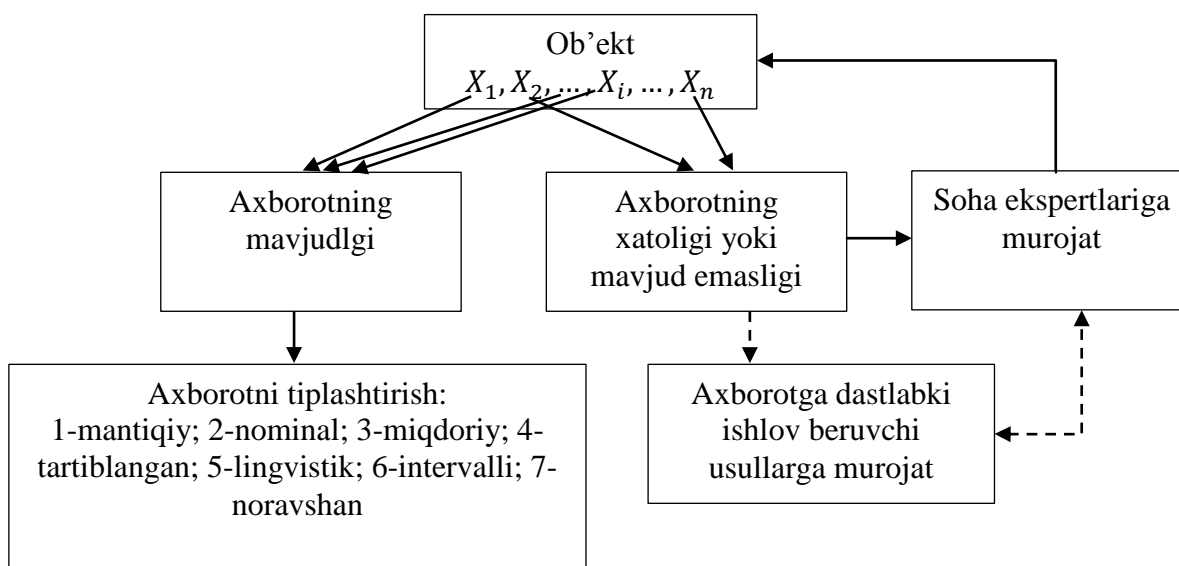 Ob’ekt
𝑋₁, 𝑋₂, … , 𝑋ᵢ, … , 𝑋ₙ
Axborotning
mavjudlgi
Axborotning
xatoligi yoki
mavjud emasligi
Soha ekspertlariga
murojat
Axborotni tiplashtirish:
1-mantiqiy; 2-nominal; 3-miqdoriy; 4-
tartiblangan; 5-lingvistik; 6-intervalli; 7-
noravshan
Axborotga dastlabki
ishlov beruvchi
usullarga murojat